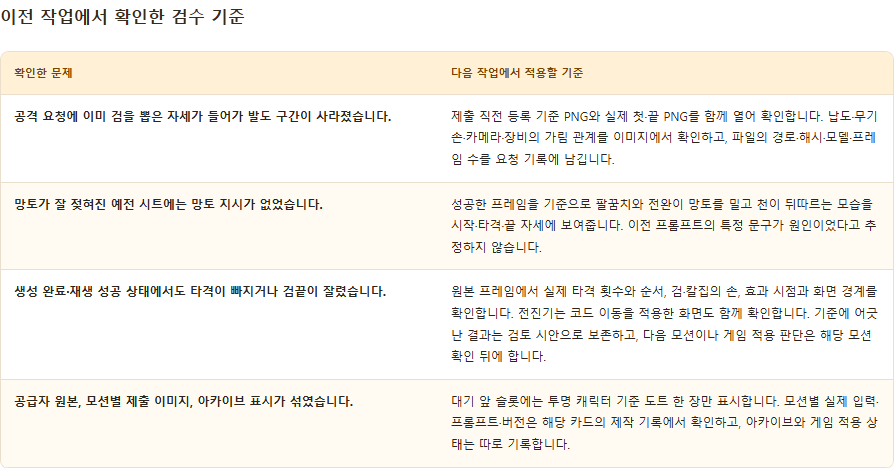 이전 작업에서 확인한 검수 기준
확인한 문제
다음 작업에서 적용할 기준
공격 요청에 이미 검을 뽑은 자세가 들어가 발도 구간이 사라졌습니다.
제출 직전 등록 기준 PNG와 실제 첫·끝 PNG를 함께 열어 확인합니다. 납도·무기
손·카메라·장비의 가림 관계를 이미지에서 확인하고, 파일의 경로·해시·모델·프레
임 수를 요청 기록에 남깁니다.
망토가 잘 젖혀진 예전 시트에는 망토 지시가 없었습니다.
성공한 프레임을 기준으로 팔꿈치와 전완이 망토를 밀고 천이 뒤따르는 모습을
시작·타격·끝 자세에 보여줍니다. 이전 프롬프트의 특정 문구가 원인이었다고 추
정하지 않습니다.
생성 완료·재생 성공 상태에서도 타격이 빠지거나 검끝이 잘렸습니다.
원본 프레임에서 실제 타격 횟수와 순서, 검·칼집의 손, 효과 시점과 화면 경계를
확인합니다. 전진기는 코드 이동을 적용한 화면도 함께 확인합니다. 기준에 어긋
난 결과는 검토 시안으로 보존하고, 다음 모션이나 게임 적용 판단은 해당 모션
확인 뒤에 합니다.
공급자 원본, 모션별 제출 이미지, 아카이브 표시가 섞였습니다.
대기 앞 슬롯에는 투명 캐릭터 기준 도트 한 장만 표시합니다. 모션별 실제 입력·
프롬프트·버전은 해당 카드의 제작 기록에서 확인하고, 아카이브와 게임 적용 상
태는 따로 기록합니다.